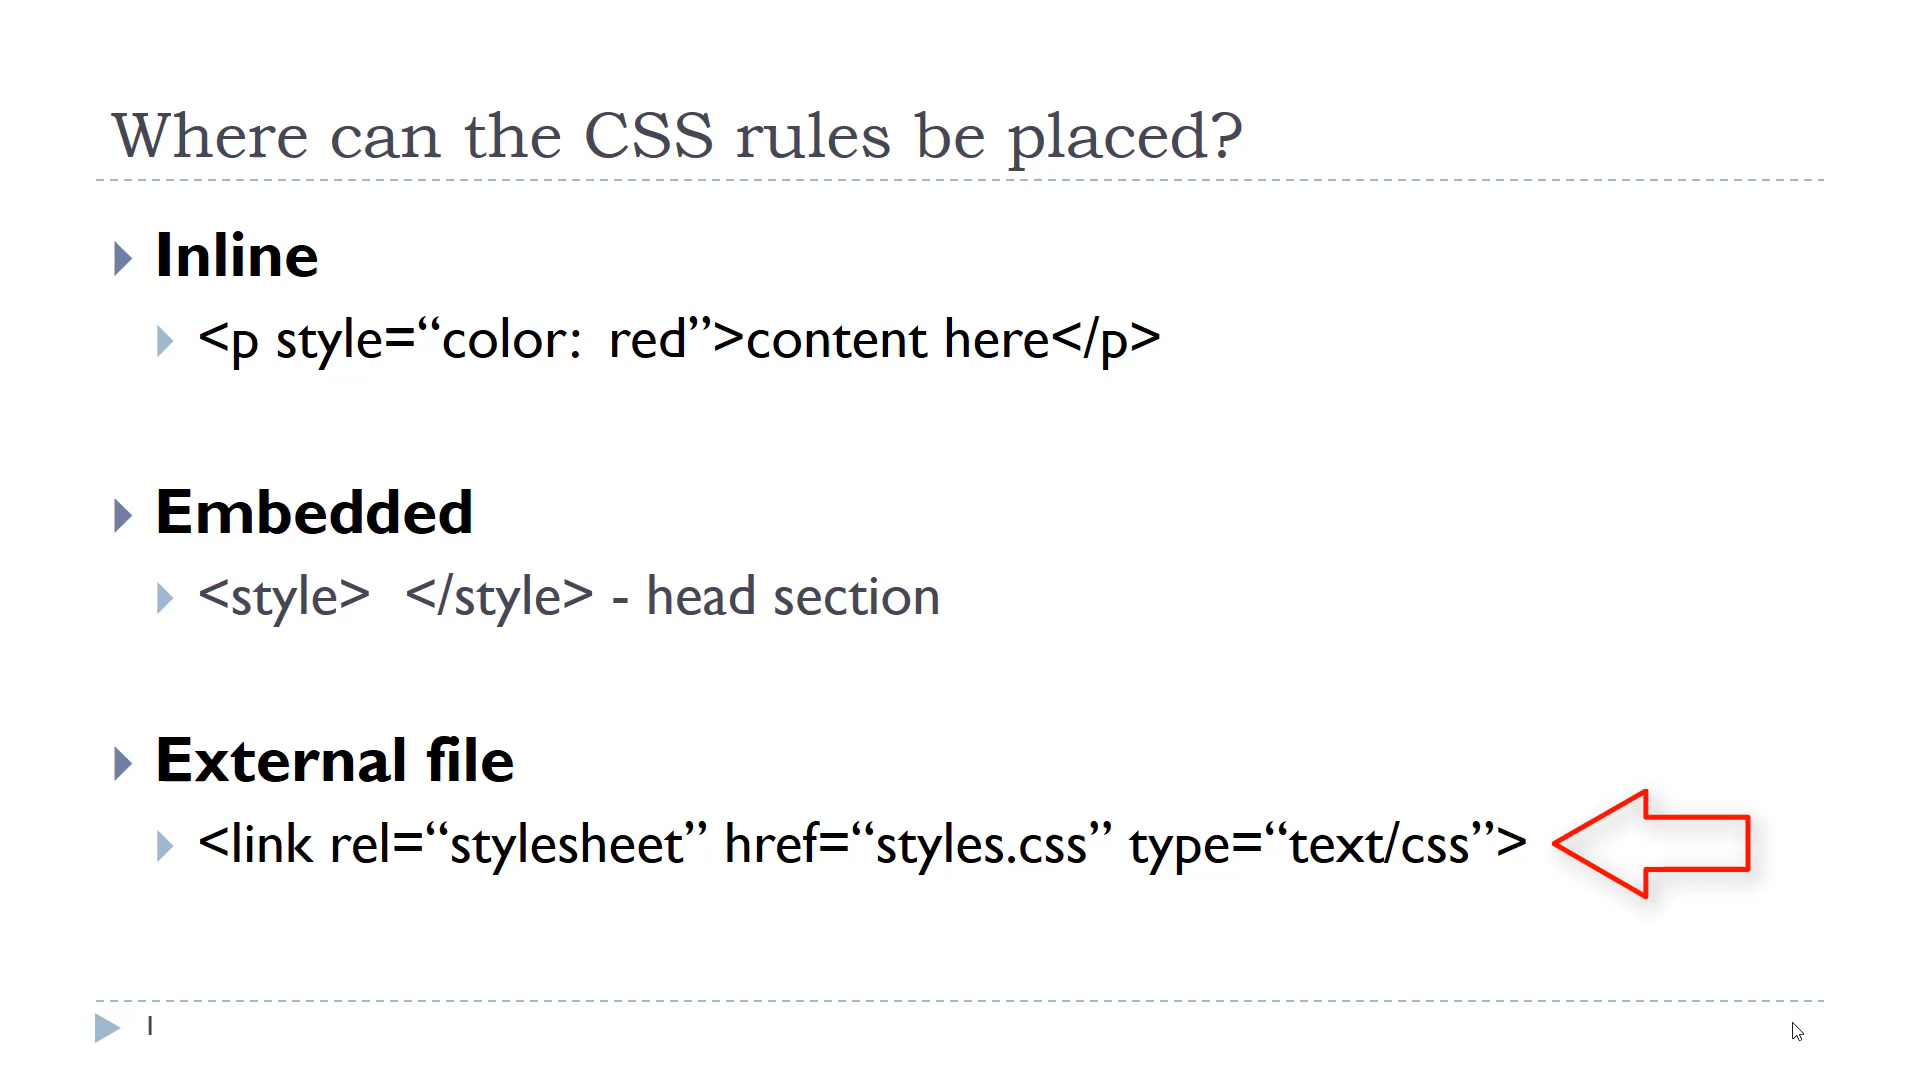 Where can the CSS rules be placed?
Inline
<p style=“color:  red”>content here</p>
Embedded
<style>  </style> - head section
External file
<link rel=“stylesheet” href=“styles.css” type=“text/css”>
1